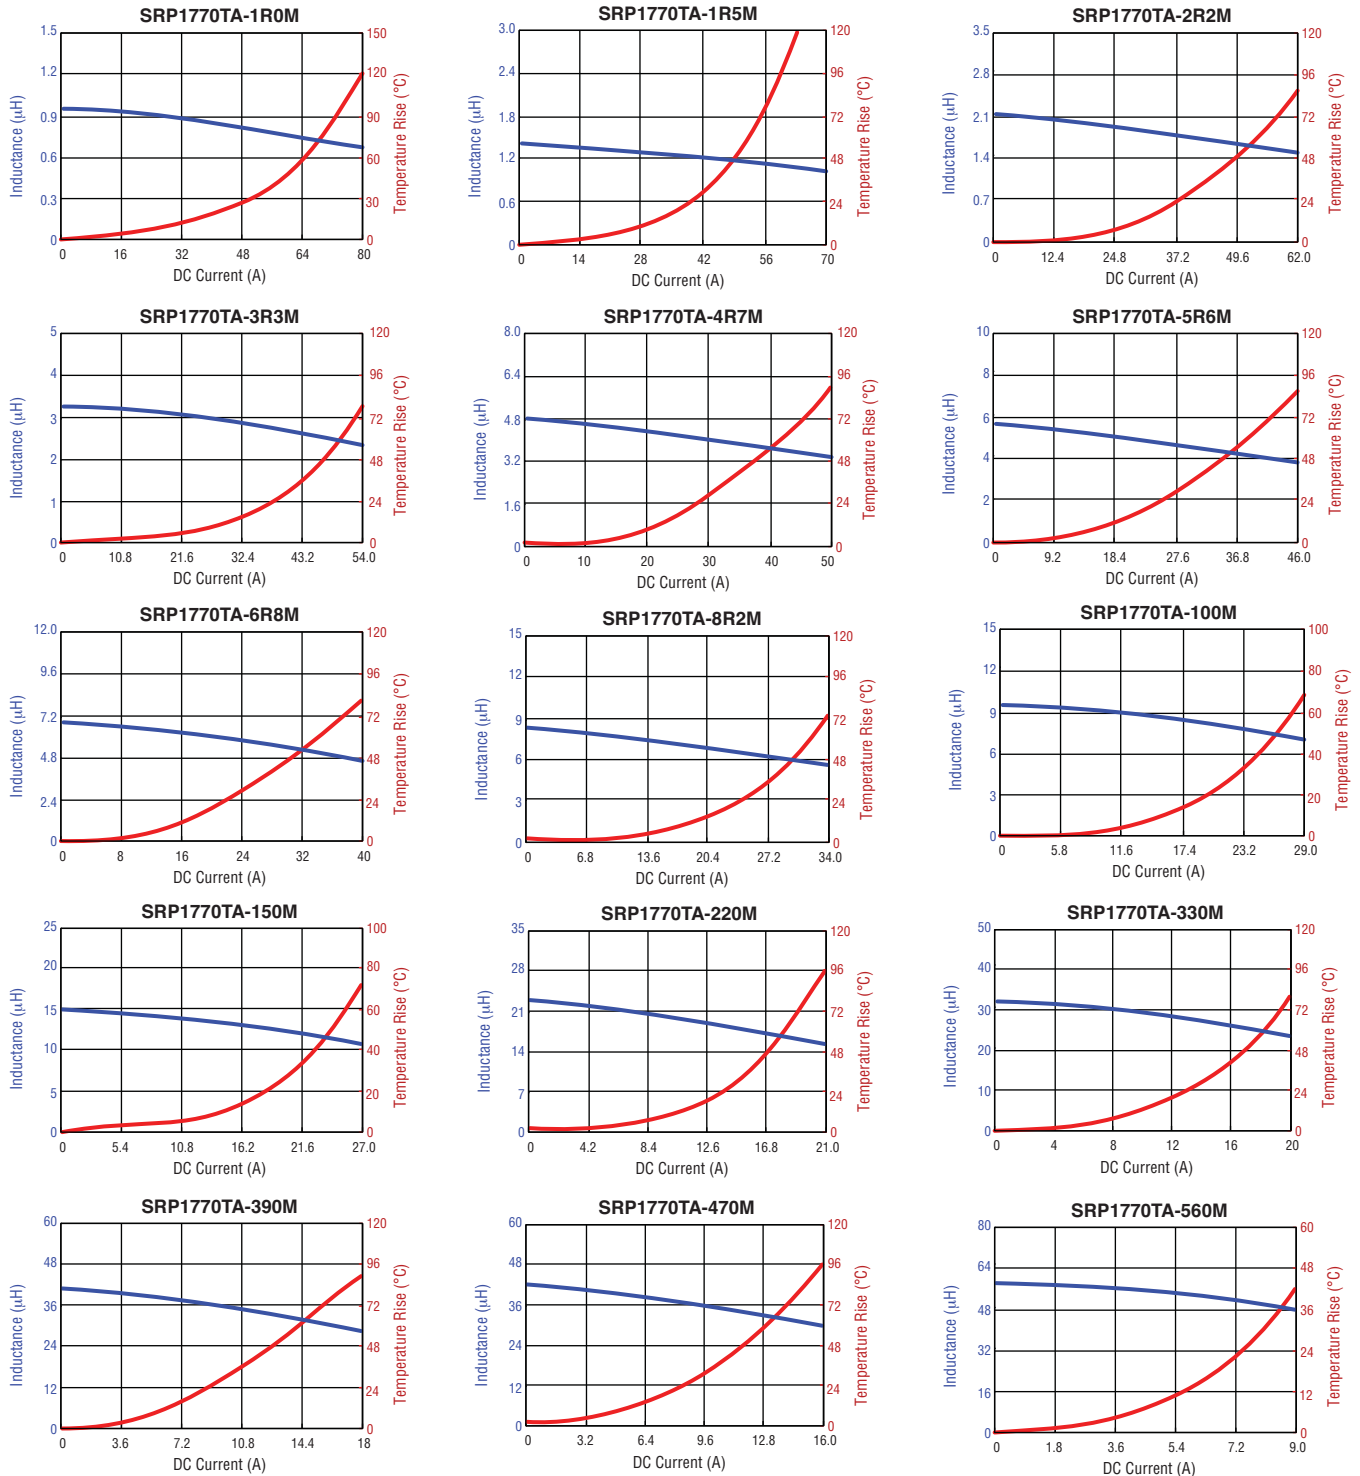 SRP1770TA-1R0M
1.5
1.2
0.9
0.6
0.3
0
150
120
90
60
30
0
0 16 32 48 64 80
DC Current (A)
Inductance (µH)
Temperature Rise (°C)
SRP1770TA-1R5M
3.0
2.4
1.8
1.2
0.6
0
120
96
72
48
24
0
0 14 28 42 56 70
DC Current (A)
Inductance (µH)
Temperature Rise (°C)
SRP1770TA-2R2M
3.5
2.8
2.1
1.4
0.7
0
120
96
72
48
24
0
0 12.4 24.8 37.2 49.6 62.0
DC Current (A)
Inductance (µH)
Temperature Rise (°C)
SRP1770TA-3R3M
5
4
3
2
1
0
120
96
72
48
24
0
0 10.8 21.6 32.4 43.2 54.0
DC Current (A)
Inductance (µH)
Temperature Rise (°C)
SRP1770TA-4R7M
8.0
6.4
4.8
3.2
1.6
0
120
96
72
48
24
0
0 10 20 30 40 50
DC Current (A)
Inductance (µH)
Temperature Rise (°C)
SRP1770TA-5R6M
10
8
6
4
2
0
120
96
72
48
24
0
0 9.2 18.4 27.6 36.8 46.0
DC Current (A)
Inductance (µH)
Temperature Rise (°C)
SRP1770TA-6R8M
12.0
9.6
7.2
4.8
2.4
0
120
96
72
48
24
0
0 8 16 24 32 40
DC Current (A)
Inductance (µH)
Temperature Rise (°C)
SRP1770TA-8R2M
15
12
9
6
3
0
120
96
72
48
24
0
0 6.8 13.6 20.4 27.2 34.0
DC Current (A)
Inductance (µH)
Temperature Rise (°C)
SRP1770TA-100M
15
12
9
6
3
0
100
80
60
40
20
0
0 5.8 11.6 17.4 23.2 29.0
DC Current (A)
Inductance (µH)
Temperature Rise (°C)
SRP1770TA-150M
25
20
15
10
5
0
100
80
60
40
20
0
0 5.4 10.8 16.2 21.6 27.0
DC Current (A)
Inductance (µH)
Temperature Rise (°C)
SRP1770TA-220M
35
28
21
14
7
0
120
96
72
48
24
0
0 4.2 8.4 12.6 16.8 21.0
DC Current (A)
Inductance (µH)
Temperature Rise (°C)
SRP1770TA-330M
50
40
30
20
10
0
120
96
72
48
24
0
0 4 8 12 16 20
DC Current (A)
Inductance (µH)
Temperature Rise (°C)
SRP1770TA-390M
60
48
36
24
12
0
120
96
72
48
24
0
0 3.6 7.2 10.8 14.4 18
DC Current (A)
Inductance (µH)
Temperature Rise (°C)
SRP1770TA-470M
60
48
36
24
12
0
120
96
72
48
24
0
0 3.2 6.4 9.6 12.8 16.0
DC Current (A)
Inductance (µH)
Temperature Rise (°C)
SRP1770TA-560M
80
64
48
32
16
0
60
48
36
24
12
0
0 1.8 3.6 5.4 7.2 9.0
DC Current (A)
Inductance (µH)
Temperature Rise (°C)